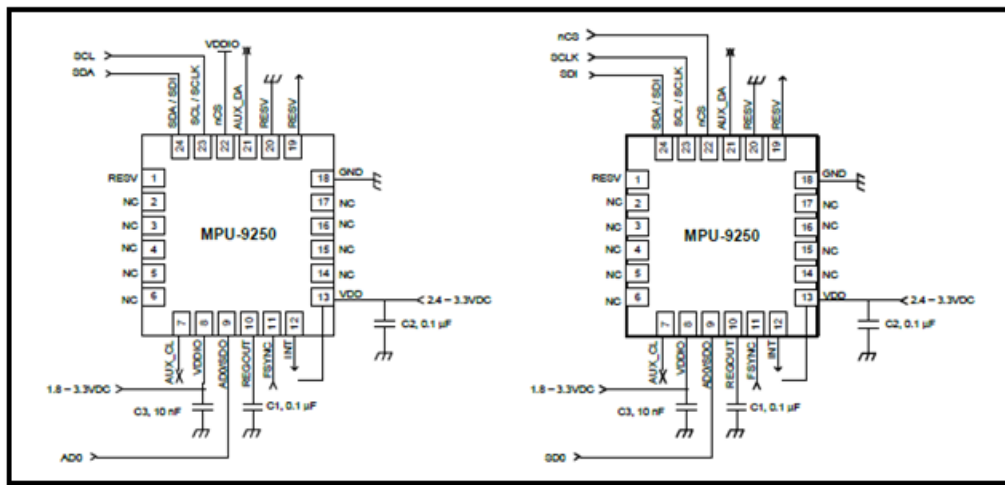 SCL
SDA
VDDIO
SDA / SDI
SCL / SCLK
nCS
AUX_DA
RESV
RESV
24
23
22
21
20
19
RESV
1
NC
2
NC
3
NC
4
NC
5
NC
6
MPU-9250
18
GND
17
NC
16
NC
15
NC
14
NC
13
VDD
2.4 – 3.3VDC
C2, 0.1 µF
7
8
9
10
11
12
AUX_CL
VDDIO
AD0/SDO
REGOUT
FSYNC
INT
1.8 – 3.3VDC
C3, 10 nF
C1, 0.1 µF
AD0
nCS
SCLK
SDI
SDA / SDI
SCL / SCLK
nCS
AUX_DA
RESV
RESV
24
23
22
21
20
19
RESV
1
NC
2
NC
3
NC
4
NC
5
NC
6
MPU-9250
18
GND
17
NC
16
NC
15
NC
14
NC
13
VDD
2.4 – 3.3VDC
C2, 0.1 µF
7
8
9
10
11
12
AUX_CL
VDDIO
AD0/SDO
REGOUT
FSYNC
INT
1.8 – 3.3VDC
C3, 10 nF
C1, 0.1 µF
SD0